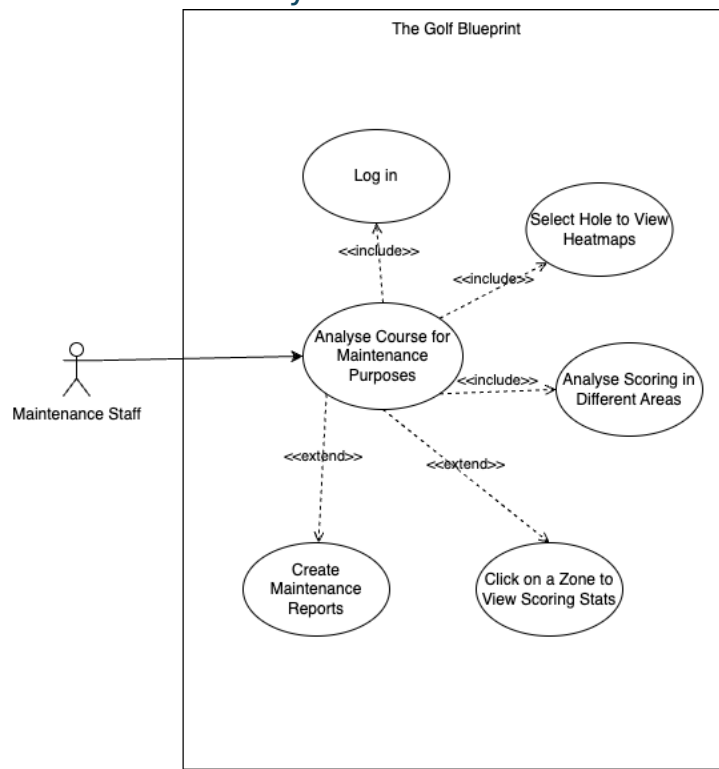 The Golf Blueprint
Log in
Select Hole to View
Heatmaps
<<include>>
<<include>>
Analyse Course for
Maintenance
Purposes
<<include>>
Analyse Scoring in
Different Areas
Maintenance Staff
<<extend>>
<<extend>>
Create
Maintenance
Reports
Click on a Zone to
View Scoring Stats